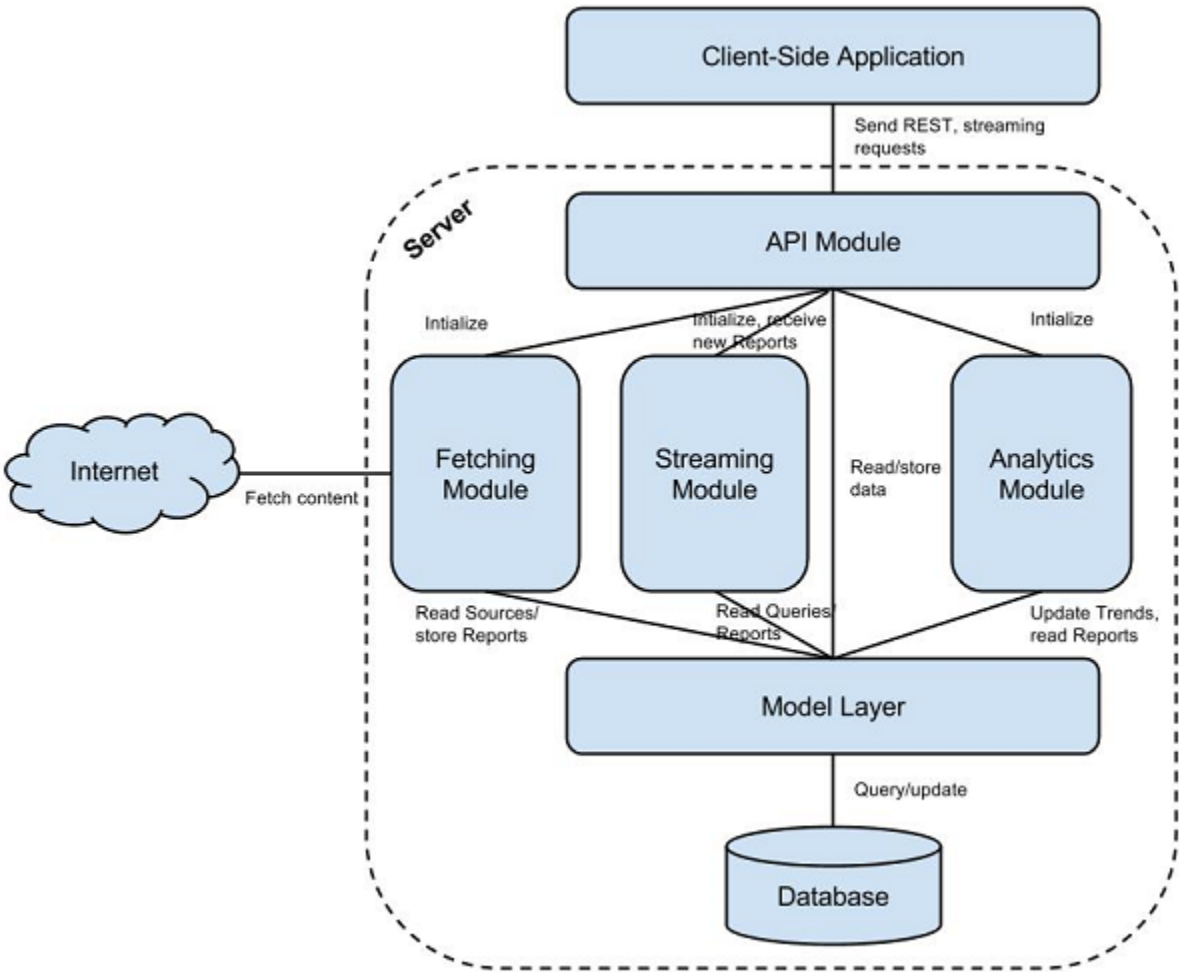 Client-Side Application
Send REST, streaming
requests
Server
API Module
Intialize
Intialize, receive
new Reports
Intialize
Internet
Fetch content
Fetching
Module
Streaming
Module
Read/store
data
Analytics
Module
Read Sources/
store Reports
Read Queries/
Reports
Update Trends,
read Reports
Model Layer
Query/update
Database